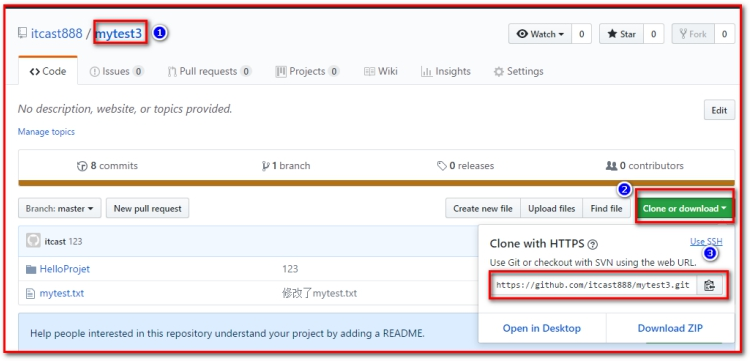 itcast888 / mytest3 1
Watch 0 Star 0 Fork 0
Code Issues 0 Pull requests 0 Projects 0 Wiki Insights Settings
No description, website, or topics provided. Edit
Manage topics
8 commits 1 branch 0 releases 0 contributors
2
Branch: master New pull request Create new file Upload files Find file Clone or download
itcast 123
Clone with HTTPS ? Use SSH
3
Use Git or checkout with SVN using the web URL.
HelloProjet 123
https://github.com/itcast888/mytest3.git
mytest.txt 修改了mytest.txt
Open in Desktop Download ZIP
Help people interested in this repository understand your project by adding a README.